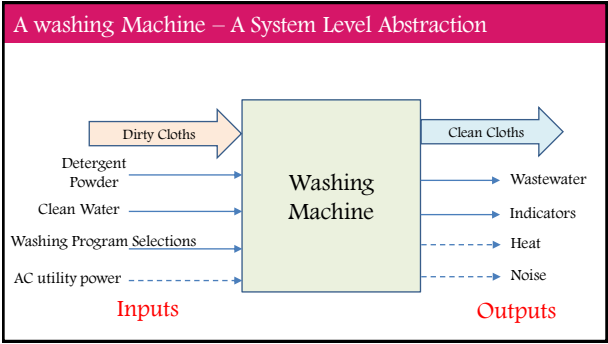 A washing Machine – A System Level Abstraction
Dirty Cloths
Detergent
Powder
Clean Water
Washing Program Selections
AC utility power
Inputs
Washing
Machine
Clean Cloths
Wastewater
Indicators
Heat
Noise
Outputs